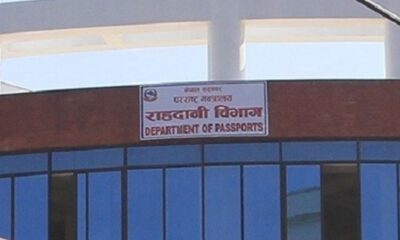 नेपाल सरकार
परराष्ट्र मन्त्रालय
राहदानी विभाग
DEPARTMENT OF PASSPORTS